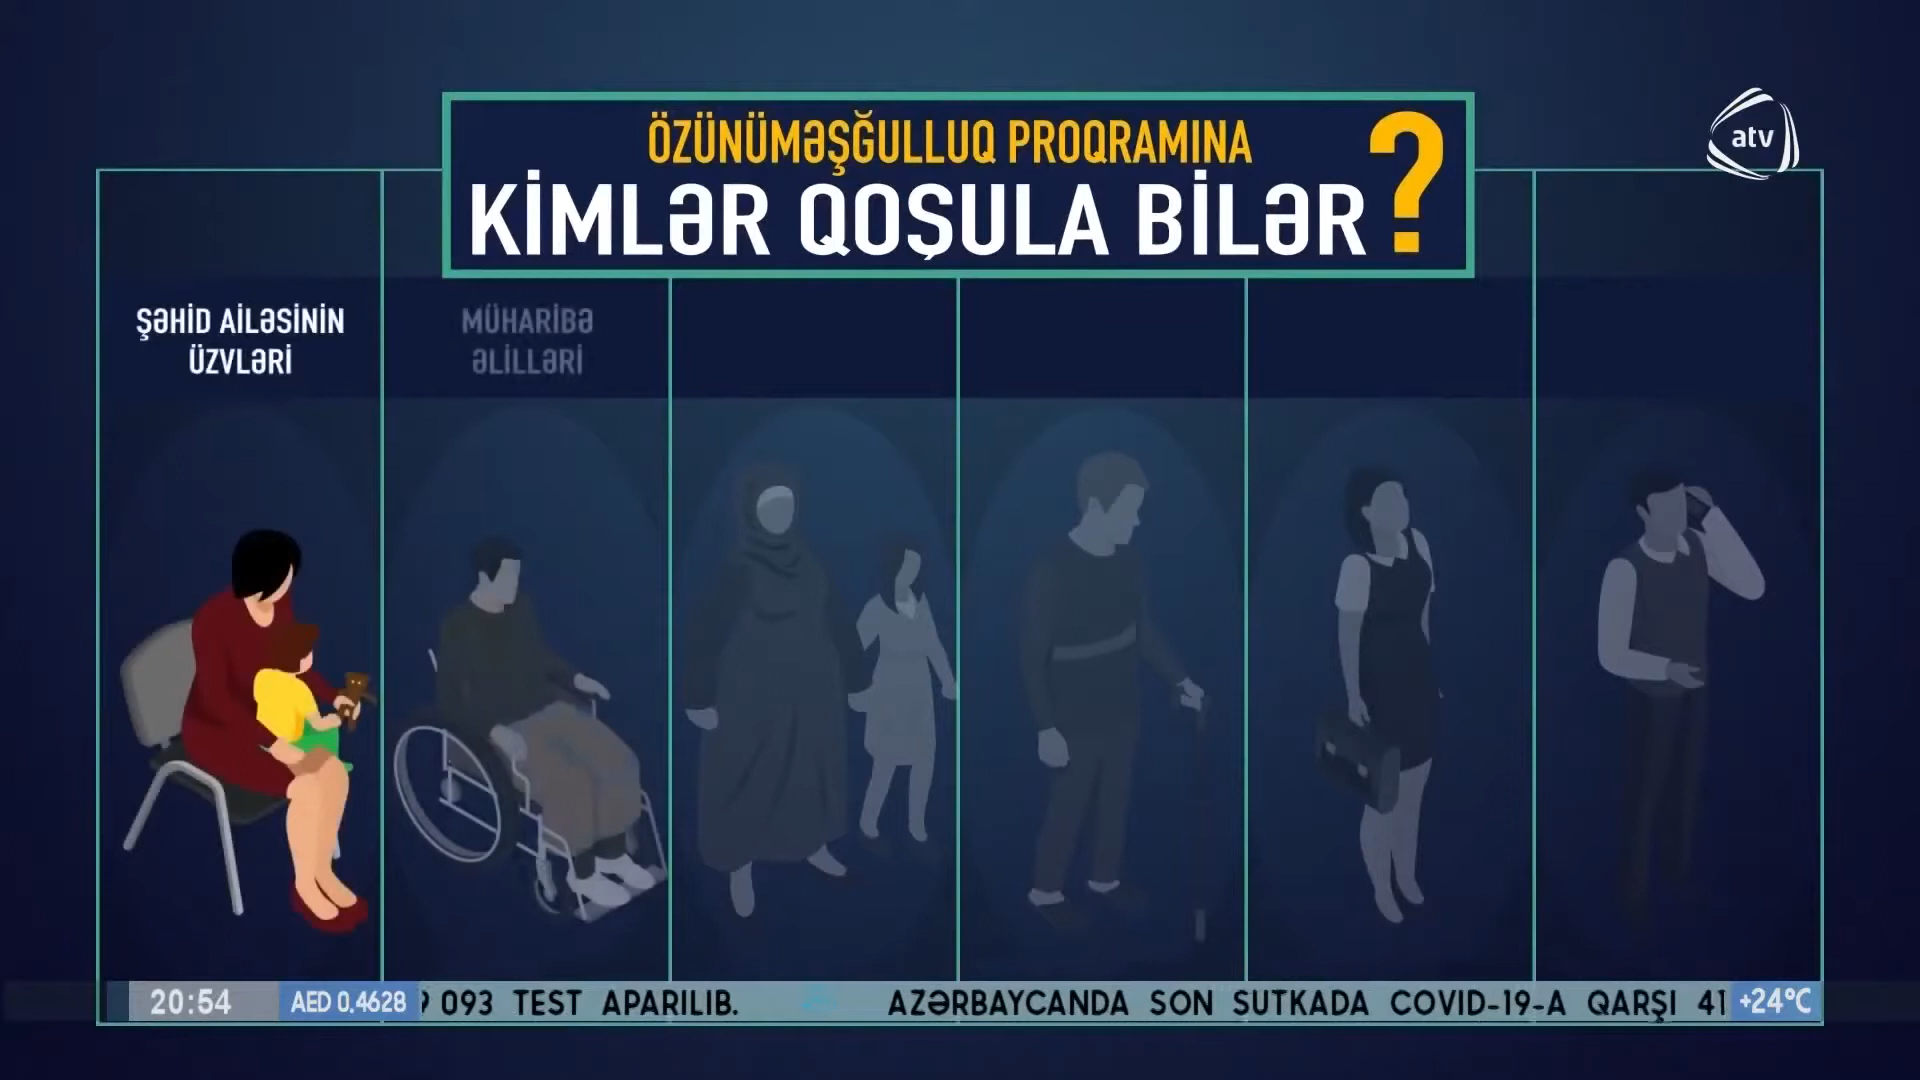 ÖZÜNÜMƏŞĞULLUQ PROQRAMINA
KİMLƏR QOŞULA BİLƏR?
atv
ŞƏHİD AİLƏSİNİN
ÜZVLƏRİ
MÜHARİBƏ
ƏLİLLƏRİ
20:54 AED 0.4628 093 TEST APARILIB. AZƏRBAYCANDA SON SUTKADA COVID-19-A QARŞI 41 +24°C